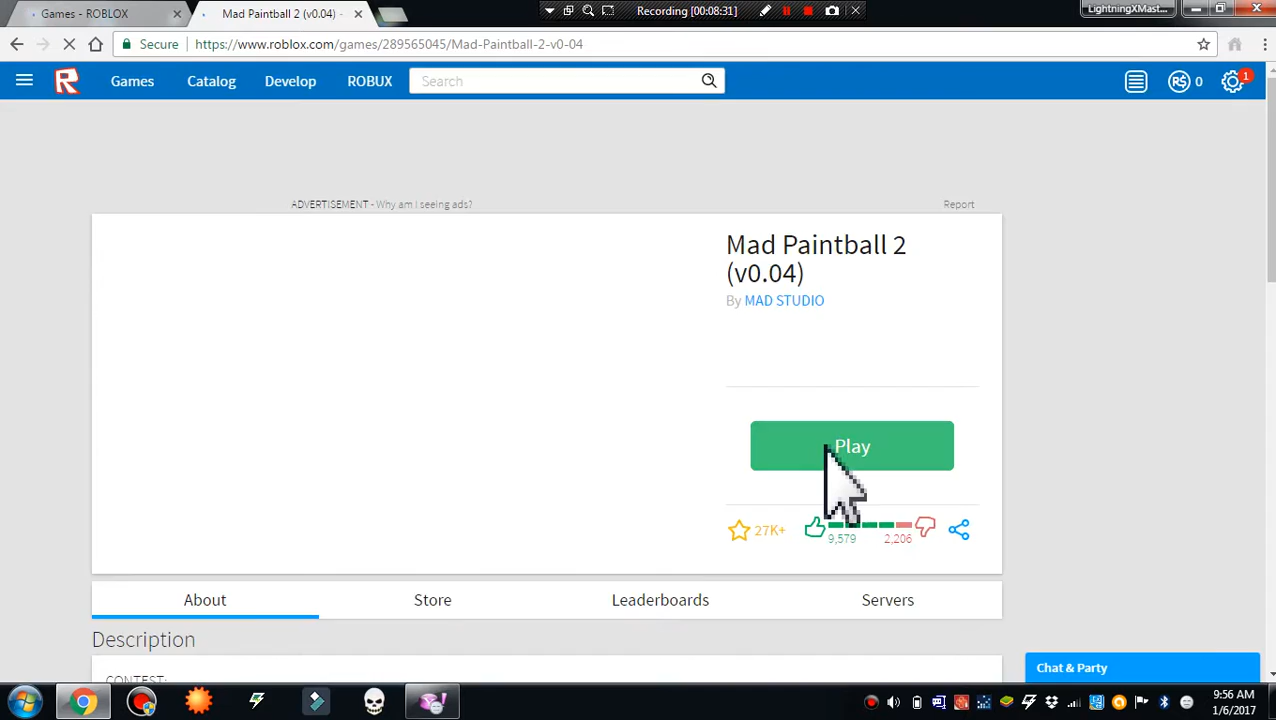 Games - ROBLOX
Mad Paintball 2 (v0.04) -
Recording [00:08:31]
LightningXMast...
Secure
https://www.roblox.com/games/289565045/Mad-Paintball-2-v0-04
Games
Catalog
Develop
ROBUX
Search
R$ 0
1
ADVERTISEMENT - Why am I seeing ads?
Report
Mad Paintball 2
(v0.04)
By MAD STUDIO
Play
27K+
9,579
2,206
About
Store
Leaderboards
Servers
Description
CONTEST:
Chat & Party
9:56 AM
1/6/2017